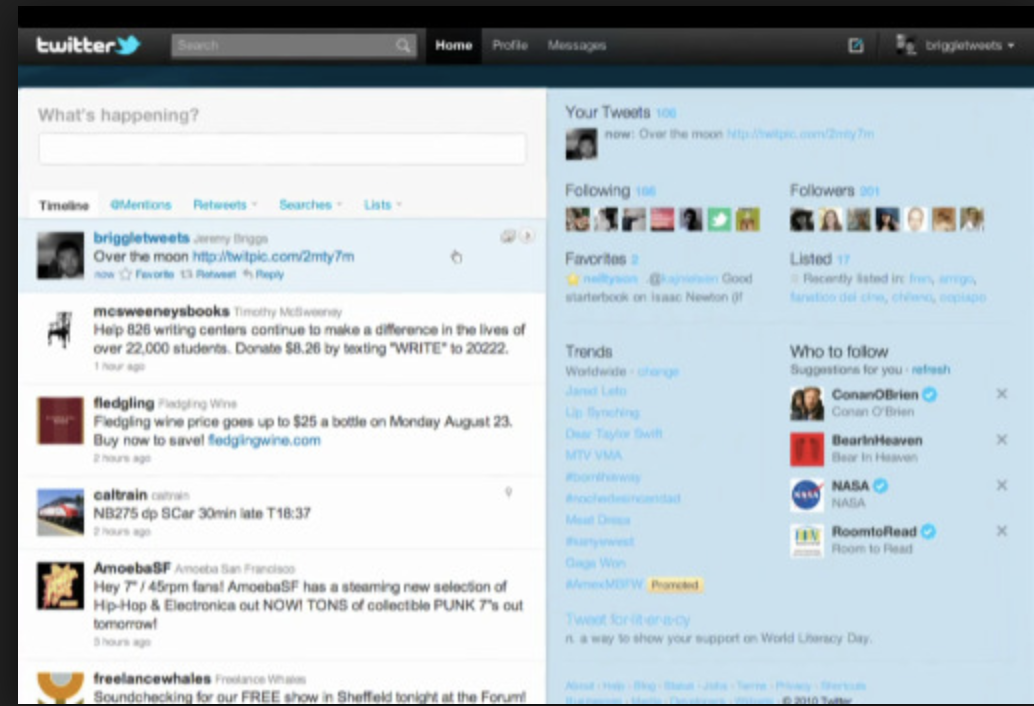 twitter
Search
Home
Profile
Messages
briggletweets
What's happening?
Timeline
@Mentions
Retweets
Searches
Lists
briggletweets Jeremy Briggs
Over the moon http://twitpic.com/2mty7m
now Favorite Retweet Reply
mcsweeneysbooks Timothy McSweeney
Help 826 writing centers continue to make a difference in the lives of
over 22,000 students. Donate $8.26 by texting "WRITE" to 20222.
1 hour ago
fledgling Fledgling Wine
Fledgling wine price goes up to $25 a bottle on Monday August 23.
Buy now to save! fledglingwine.com
2 hours ago
caltrain caltrain
NB275 dp SCar 30min late T18:37
2 hours ago
AmoebaSF Amoeba San Francisco
Hey 7" / 45rpm fans! AmoebaSF has a steaming new selection of
Hip-Hop & Electronica out NOW! TONS of collectible PUNK 7"s out
tomorrow!
3 hours ago
freelancewhales Freelance Whales
Soundchecking for our FREE show in Sheffield tonight at the Forum!
Your Tweets 106
now: Over the moon http://twitpic.com/2mty7m
Following
Followers 201
Favorites 2
neiltyson
Good
starterbook on Isaac Newton (if
Listed 17
Recently listed in: fren, amigo,
fanatico del cine, chileno, copiapo
Trends
Worldwide · change
Jared Leto
Lip Synching
Dear Taylor Swift
MTV VMA
#bornthisway
#nochedesinceridad
Meat Dress
#kanyewest
Gaga Won
#AmexMBFW Promoted
Who to follow
Suggestions for you · refresh
ConanOBrien
Conan O'Brien
BearInHeaven
Bear In Heaven
NASA
NASA
RoomtoRead
Room to Read
Tweet for·lit·er·a·cy
n. a way to show your support on World Literacy Day.
About · Help · Blog · Status · Jobs · Terms · Privacy · Shortcuts
© 2010 Twitter